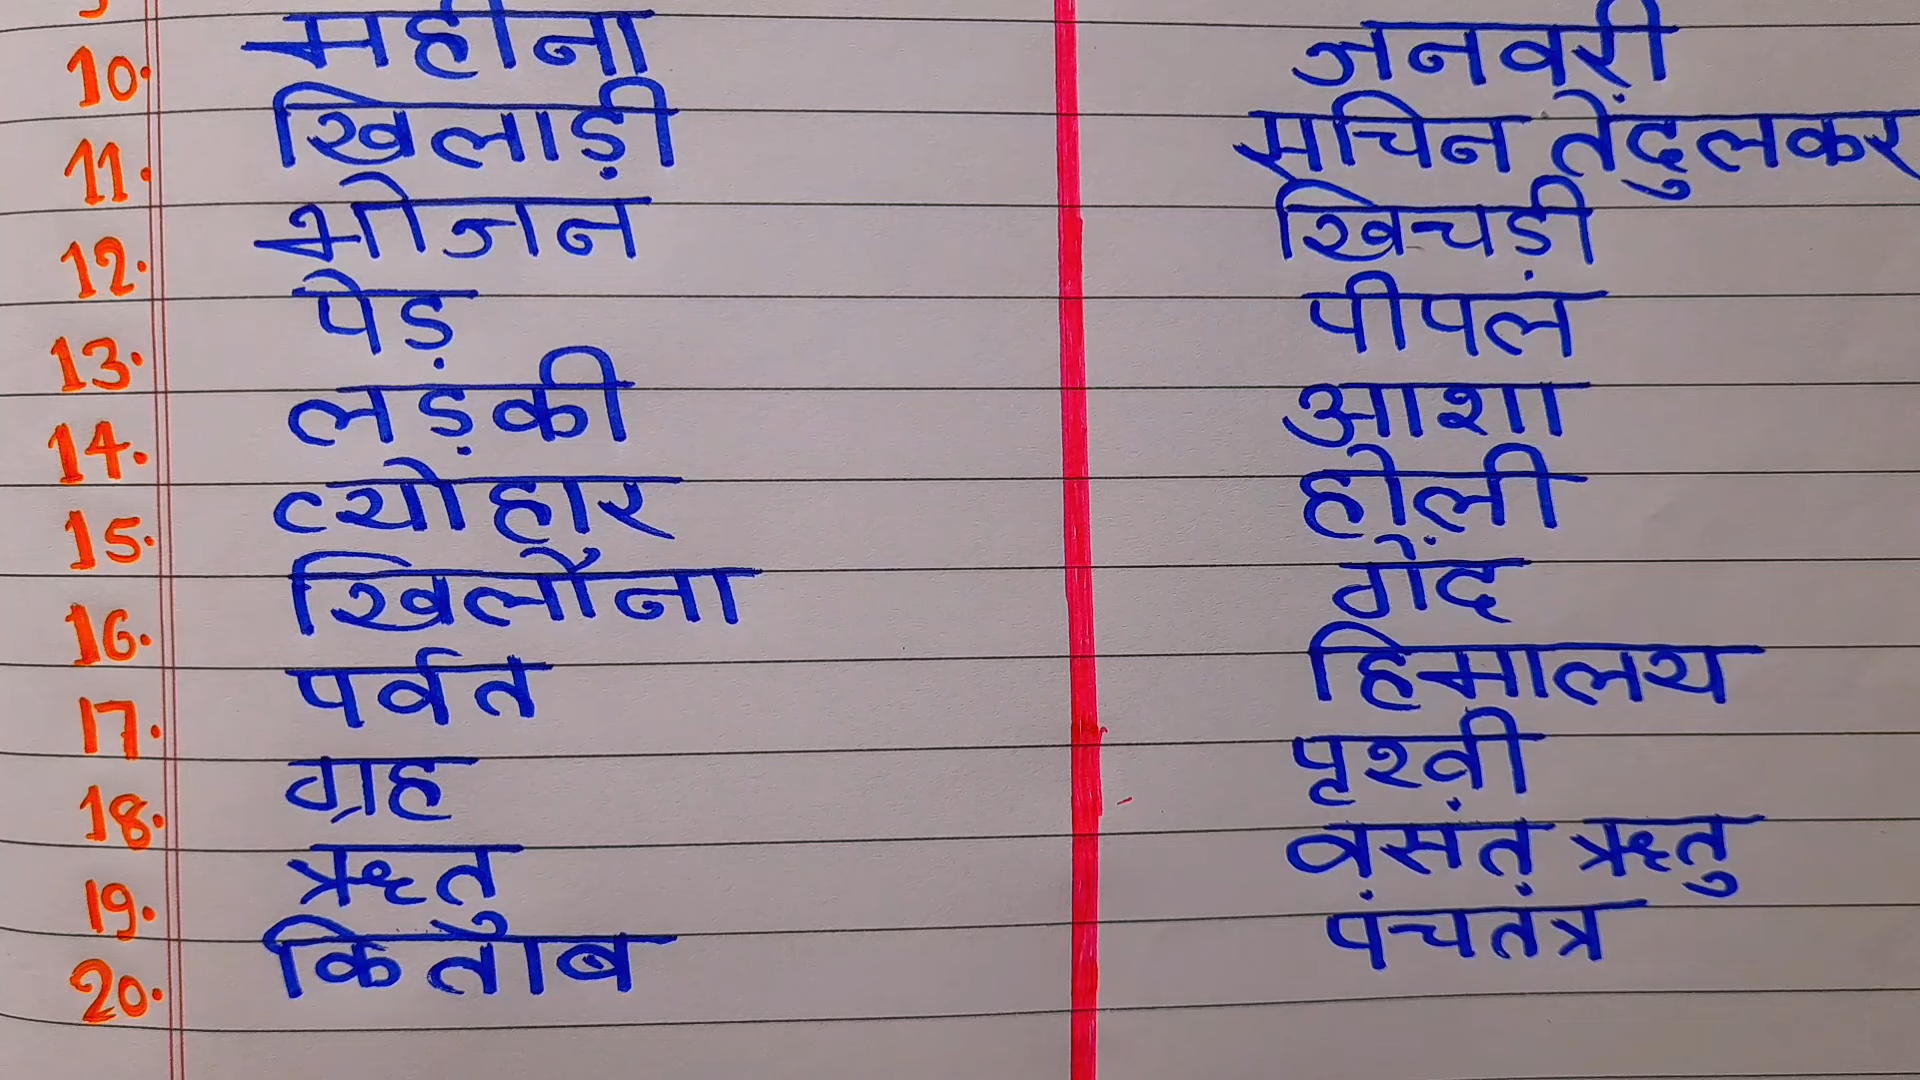 10. महीना जनवरी
11. खिलाड़ी सचिन तेंदुलकर
12. भोजन खिचड़ी
13. पेड़ पीपल
14. लड़की आशा
15. त्योहार होली
16. खिलौना गेंद
17. पर्वत हिमालय
18. ग्रह पृथ्वी
19. ऋतु वसंत ऋतु
20. किताब पंचतंत्र